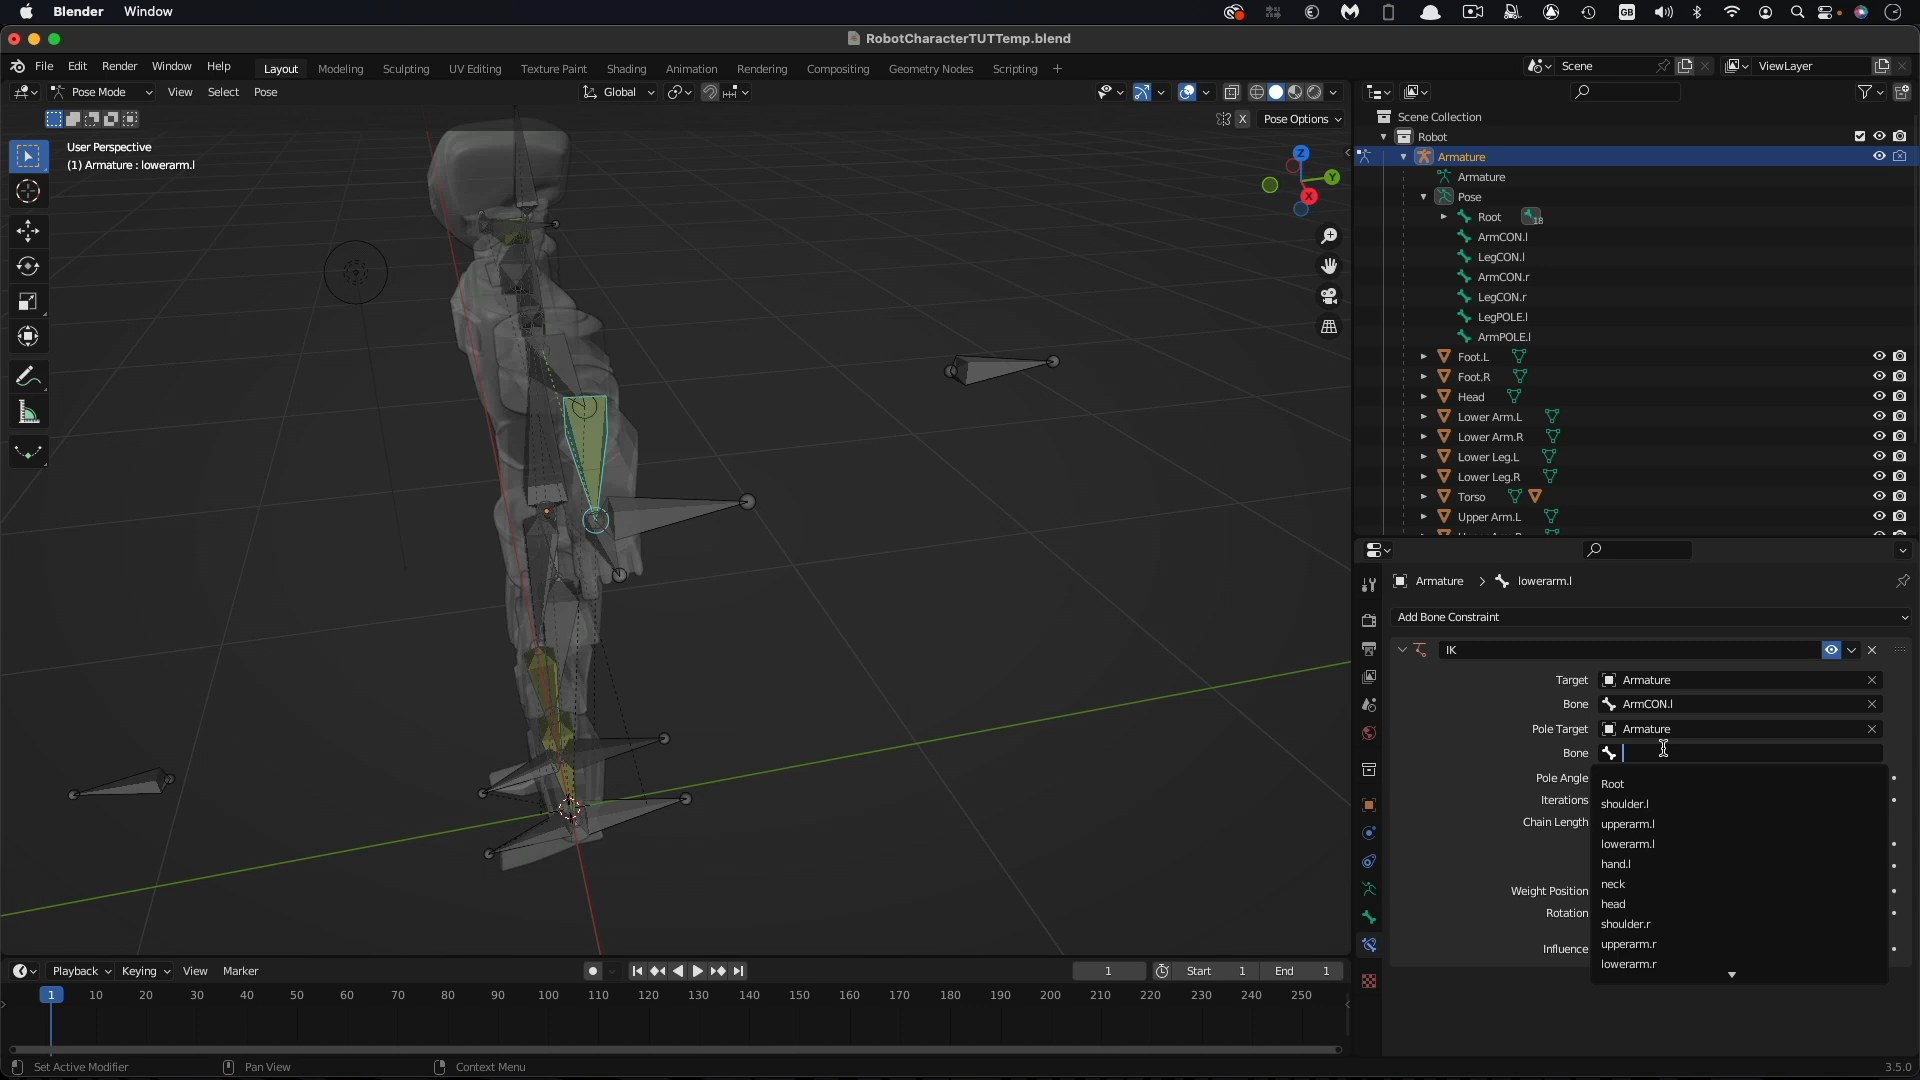 Blender Window
GB
RobotCharacterTUTTemp.blend
File Edit Render Window Help Layout Modeling Sculpting UV Editing Texture Paint Shading Animation Rendering Compositing Geometry Nodes Scripting + Scene ViewLayer
Pose Mode View Select Pose Global
X Pose Options
User Perspective
(1) Armature : lowerarm.l
Z
Y
X
Scene Collection
Robot
Armature
Armature
Pose
Root 18
ArmCON.l
LegCON.l
ArmCON.r
LegCON.r
LegPOLE.l
ArmPOLE.l
Foot.L
Foot.R
Head
Lower Arm.L
Lower Arm.R
Lower Leg.L
Lower Leg.R
Torso
Upper Arm.L
Armature > lowerarm.l
Add Bone Constraint
IK
Target Armature
Bone ArmCON.l
Pole Target Armature
Bone
Pole Angle
Iterations
Chain Length
Weight Position
Rotation
Influence
Root
shoulder.l
upperarm.l
lowerarm.l
hand.l
neck
head
shoulder.r
upperarm.r
lowerarm.r
Playback Keying View Marker 1 Start 1 End 1
1 10 20 30 40 50 60 70 80 90 100 110 120 130 140 150 160 170 180 190 200 210 220 230 240 250
Set Active Modifier Pan View Context Menu 3.5.0